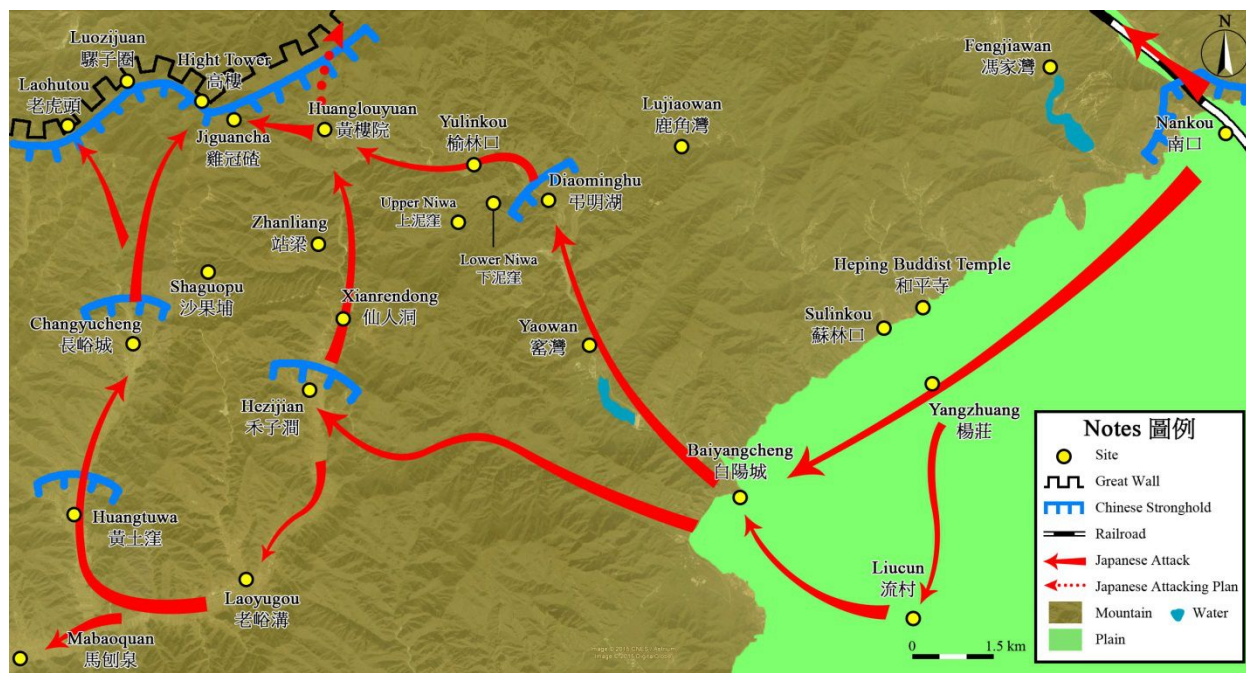 Luozijuan
騾子圈
Hight Tower
高樓
Laohutou
老虎頭
Jiguancha
雞冠碴
Huanglouyuan
黃樓院
Yulinkou
榆林口
Lujiaowan
鹿角灣
Fengjiawan
馮家灣
N
Nankou
南口
Diaominghu
弔明湖
Upper Niwa
上泥窪
Lower Niwa
下泥窪
Zhanliang
站梁
Shaguopu
沙果埔
Xianrendong
仙人洞
Changyucheng
長峪城
Heping Buddist Temple
和平寺
Sulinkou
蘇林口
Yaowan
窰灣
Hezijian
禾子澗
Yangzhuang
楊莊
Baiyangcheng
白陽城
Huangtuwa
黃土窪
Liucun
流村
Laoyugou
老峪溝
Mabaoquan
馬刨泉
0 1.5 km
Notes 圖例
Site
Great Wall
Chinese Stronghold
Railroad
Japanese Attack
Japanese Attacking Plan
Mountain Water
Plain